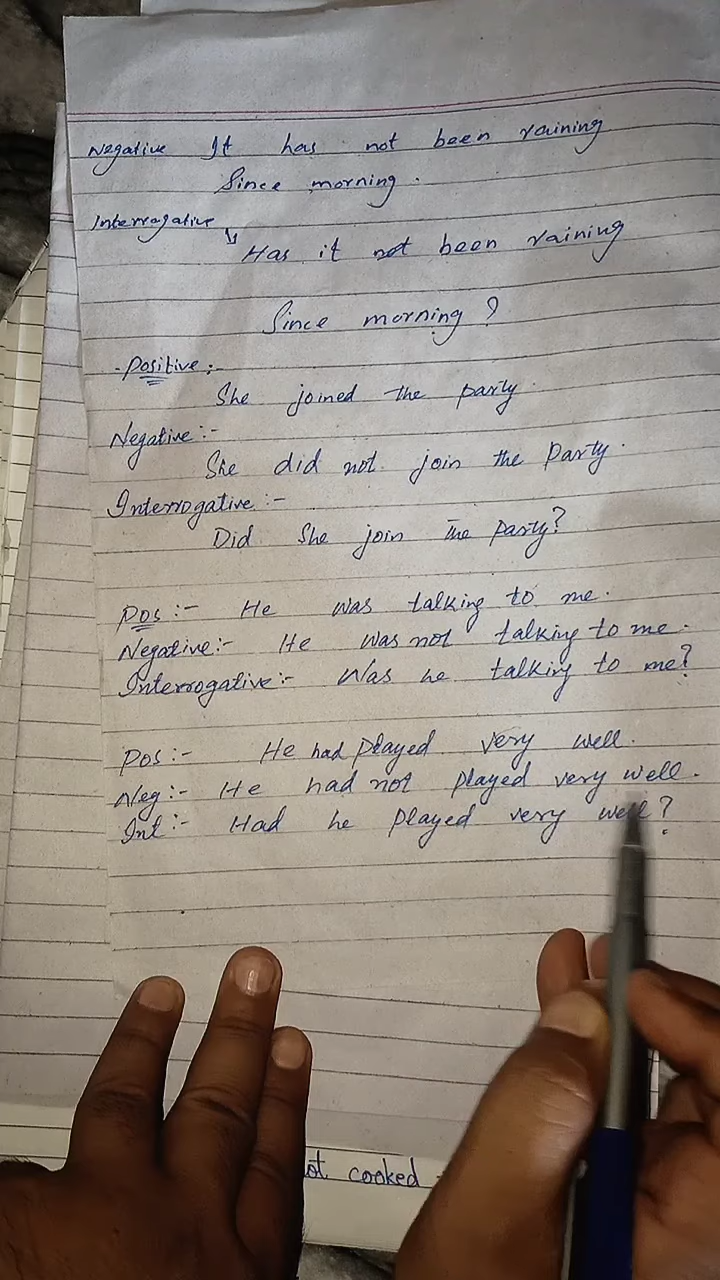 Negative It has not been raining
Since morning.
Interrogative
Has it not been raining
Since morning?
Positive:-
She joined the party.
Negative:-
She did not join the Party.
Interrogative:-
Did She join the party?
Pos:- He was talking to me.
Negative:- He was not talking to me.
Interrogative:- Was he talking to me?
Pos:- He had played very well.
Neg:- He had not played very well.
Int:- Had he played very well?
cooked